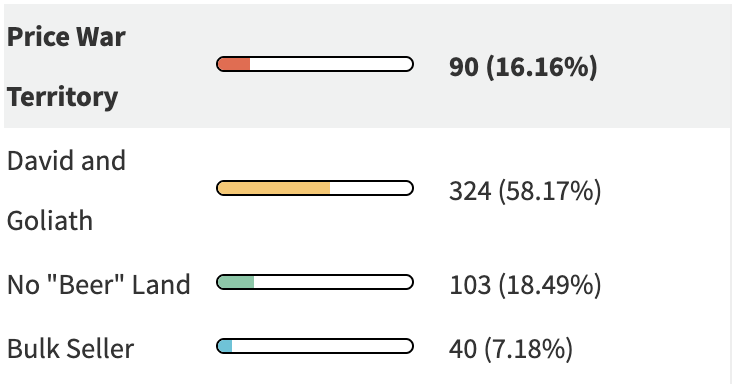 Price War
Territory
90 (16.16%)
David and
Goliath
324 (58.17%)
No "Beer" Land
103 (18.49%)
Bulk Seller
40 (7.18%)